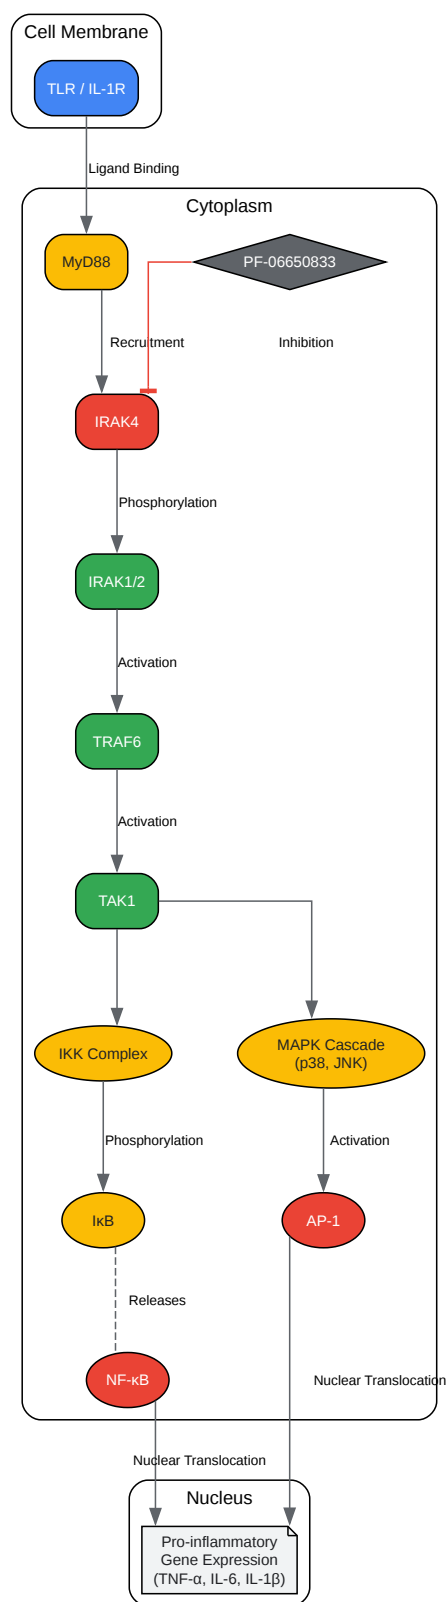 Cell Membrane
TLR / IL-1R
Ligand Binding
Cytoplasm
MyD88
PF-06650833
Recruitment
Inhibition
IRAK4
Phosphorylation
IRAK1/2
Activation
TRAF6
Activation
TAK1
IKK Complex
MAPK Cascade
(p38, JNK)
Phosphorylation
Activation
IκB
AP-1
Releases
NF-κB
Nuclear Translocation
Nuclear Translocation
Nucleus
Pro-inflammatory
Gene Expression
(TNF-α, IL-6, IL-1β)